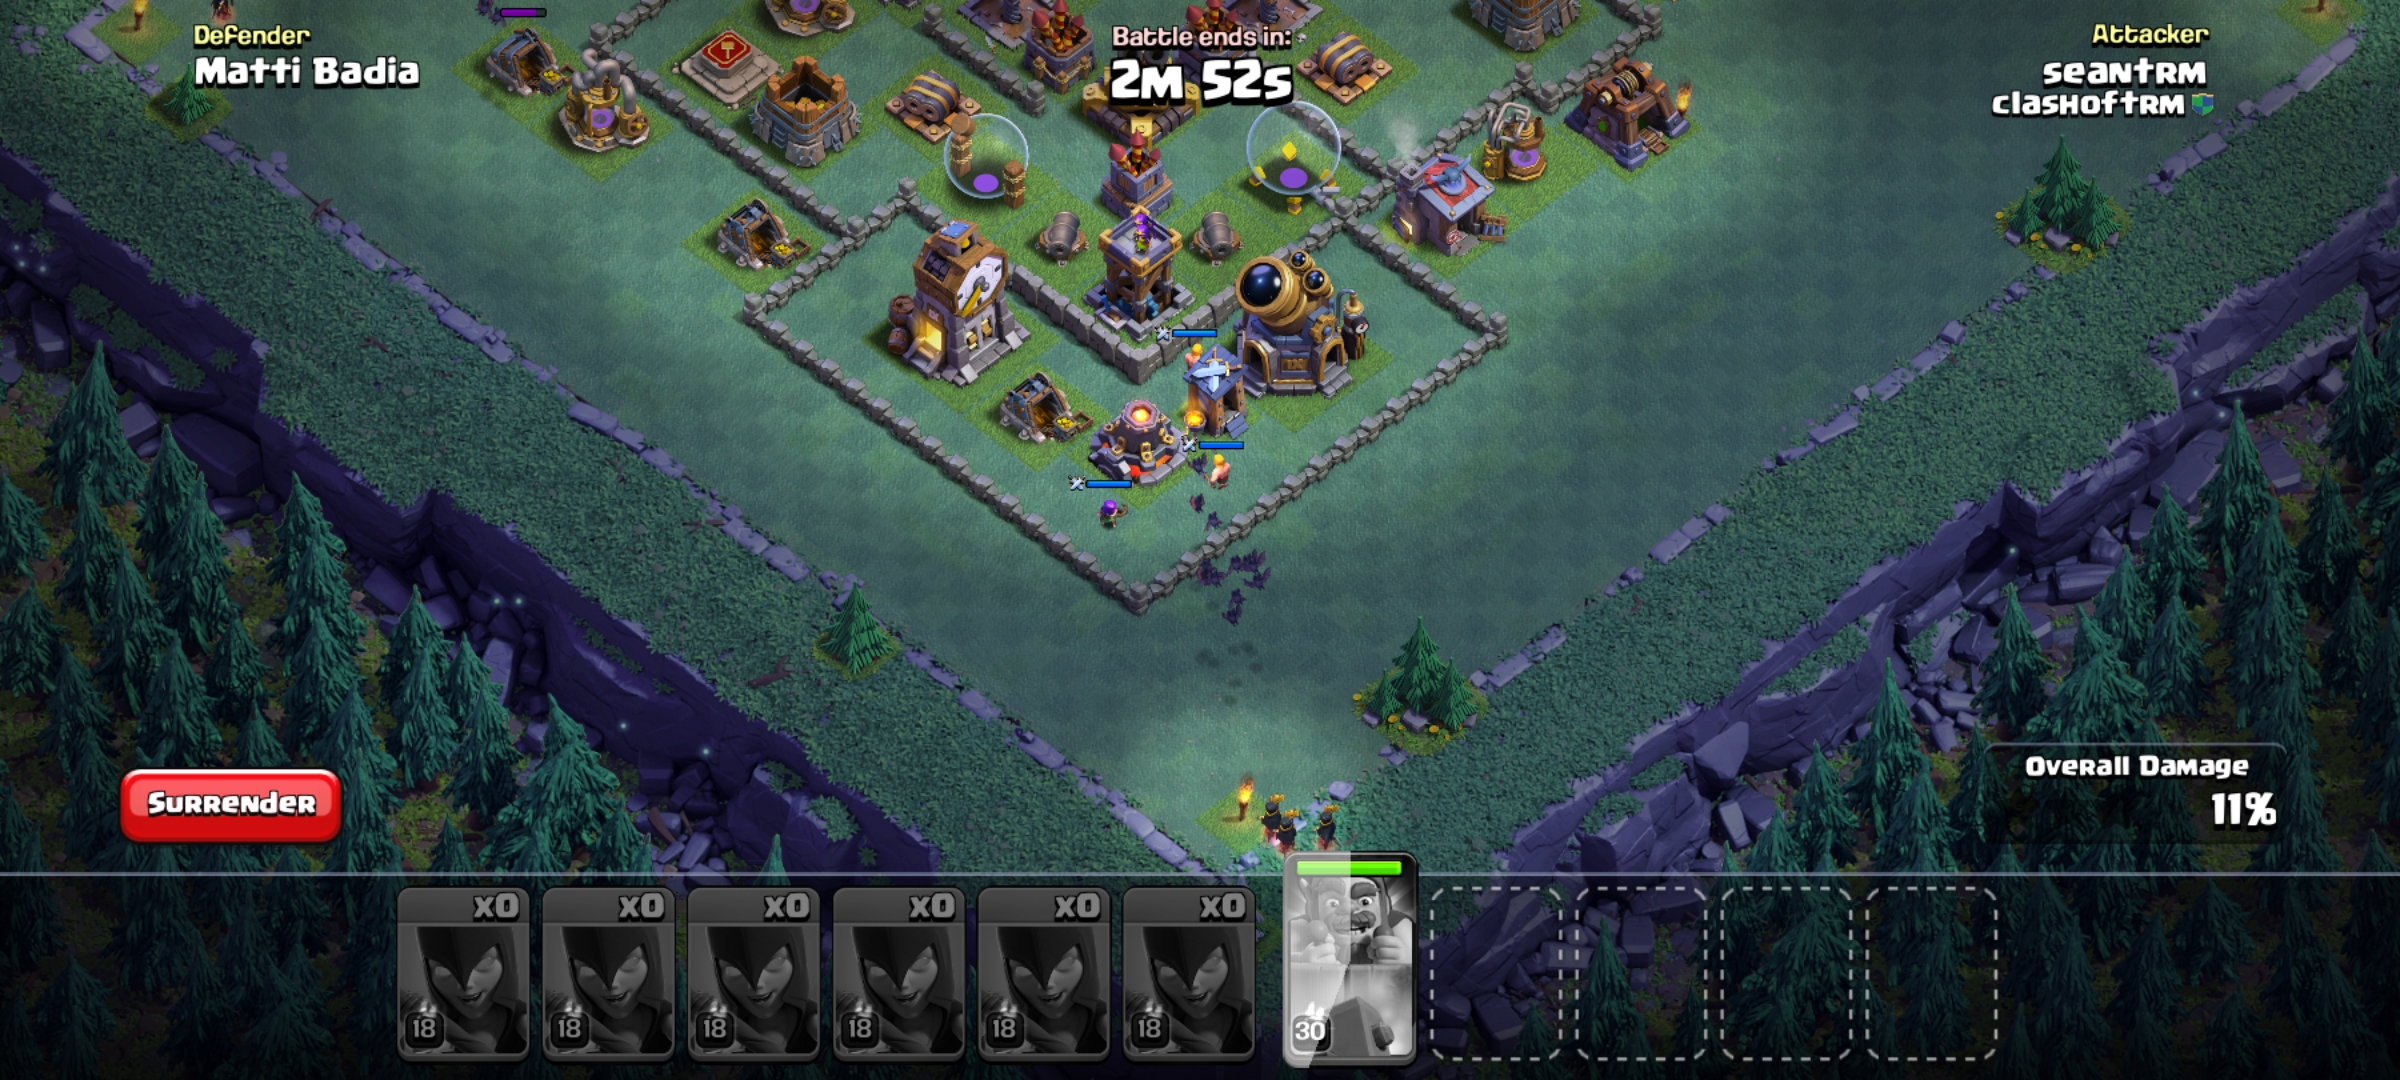 Defender
Matti Badia
Battle ends in:
2M 52s
Attacker
seantrm
clashoftrm
Surrender
Overall Damage
11%
x0 x0 x0 x0 x0 x0
18 18 18 18 18 18 30